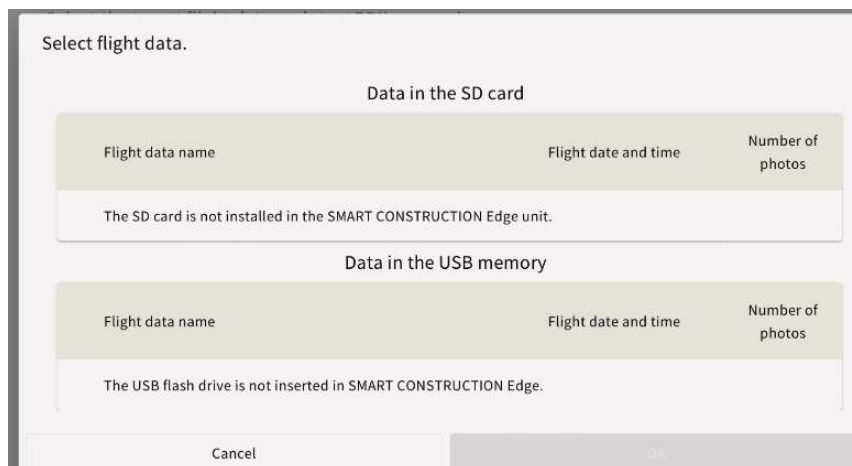 Select flight data.
Data in the SD card
Flight data name
Flight date and time
Number of
photos
The SD card is not installed in the SMART CONSTRUCTION Edge unit.
Data in the USB memory
Flight data name
Flight date and time
Number of
photos
The USB flash drive is not inserted in SMART CONSTRUCTION Edge.
Cancel
OK